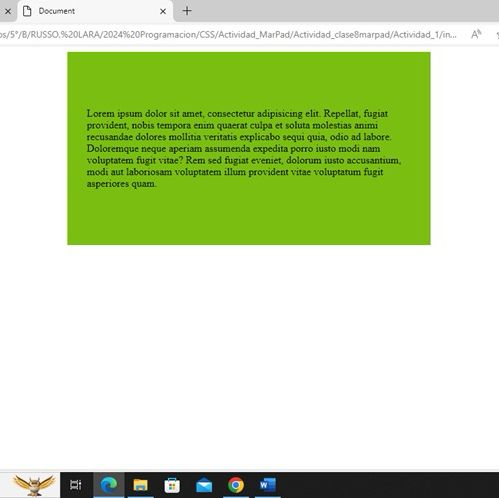 Document
os/5°/B/RUSSO,%20LARA/2024%20Programacion/CSS/Actividad_MarPad/Actividad_clase8marpad/Actividad_1/in...
Lorem ipsum dolor sit amet, consectetur adipisicing elit. Repellat, fugiat
provident, nobis tempora enim quaerat culpa et soluta molestias animi
recusandae dolores mollitia veritatis explicabo sequi quia, odio ad labore.
Doloremque neque aperiam assumenda expedita porro iusto modi nam
voluptatem fugit vitae? Rem sed fugiat eveniet, dolorum iusto accusantium,
modi aut laboriosam voluptatem illum provident vitae voluptatum fugit
asperiores quam.